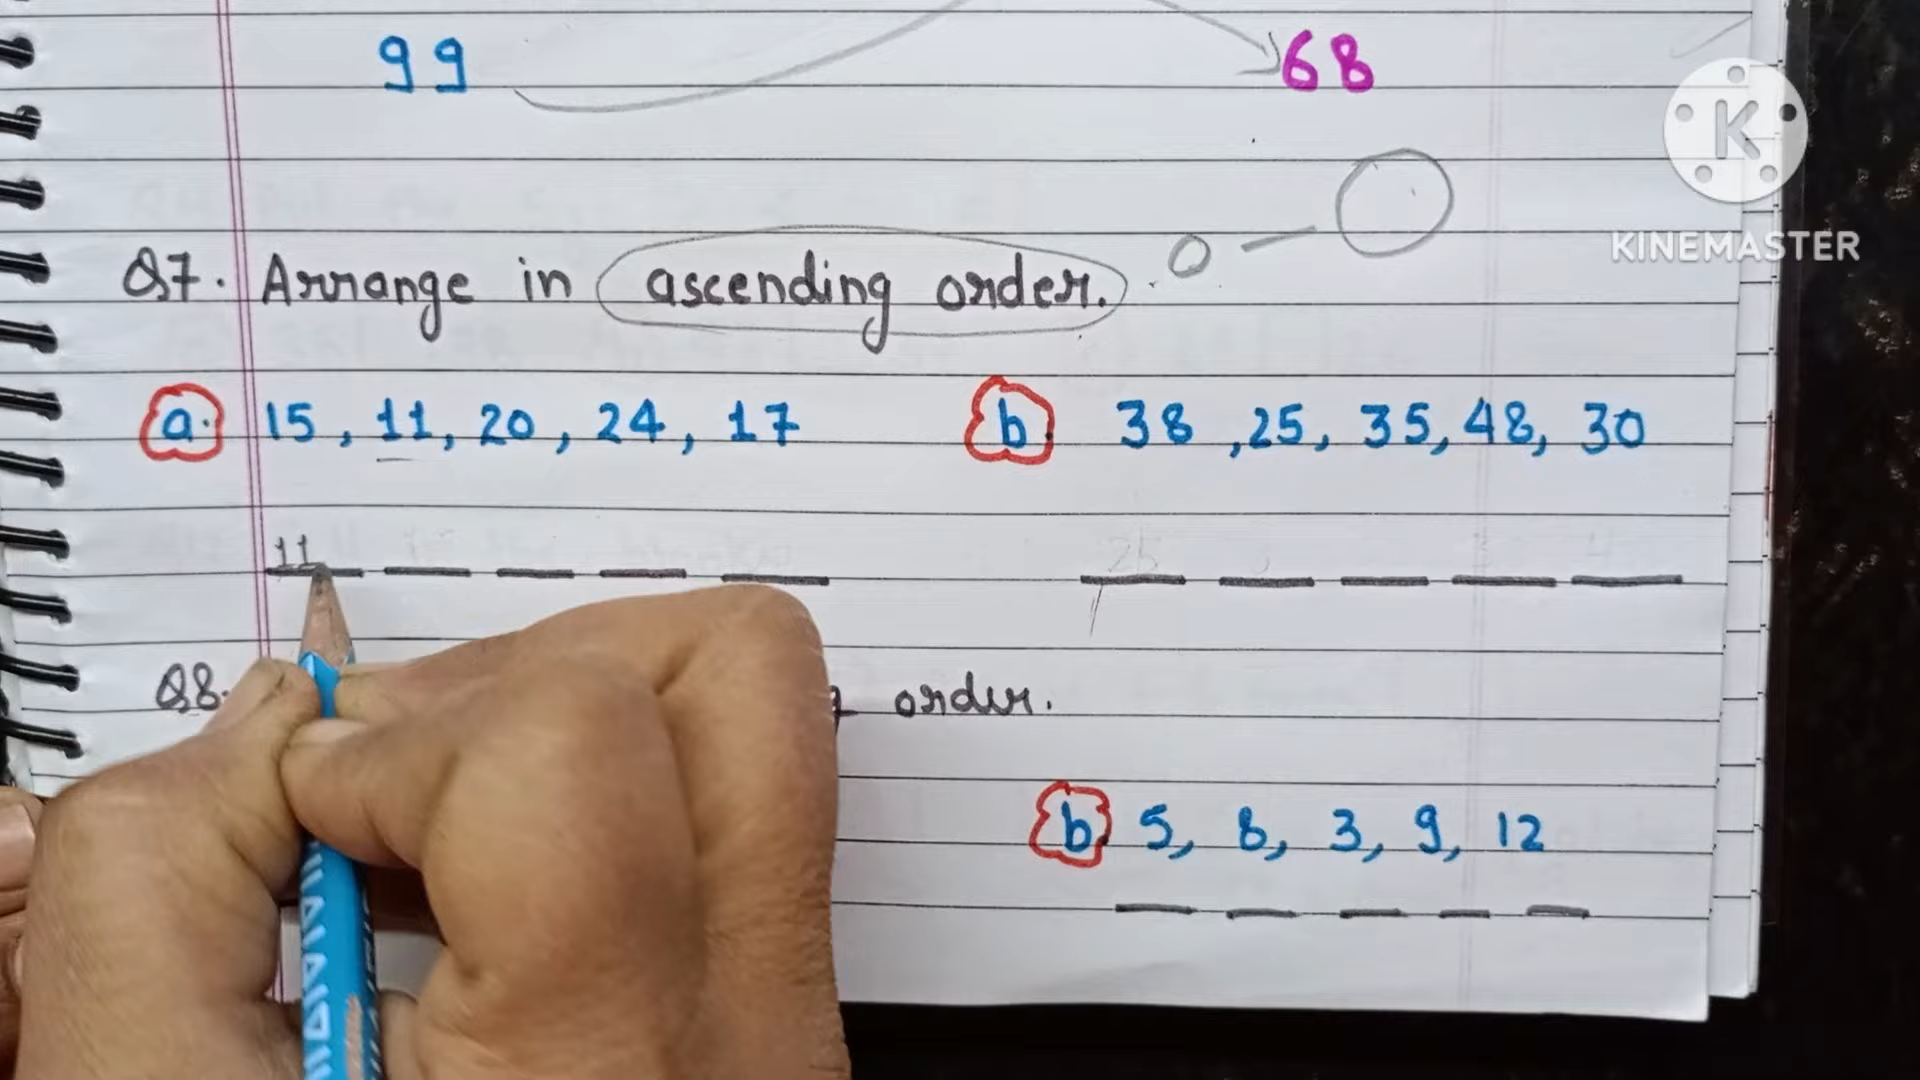 99 68
K
KINEMASTER
Q7. Arrange in ascending order.
a. 15, 11, 20, 24, 17
b 38, 25, 35, 48, 30
11
25
Q8. order.
b 5, 8, 3, 9, 12